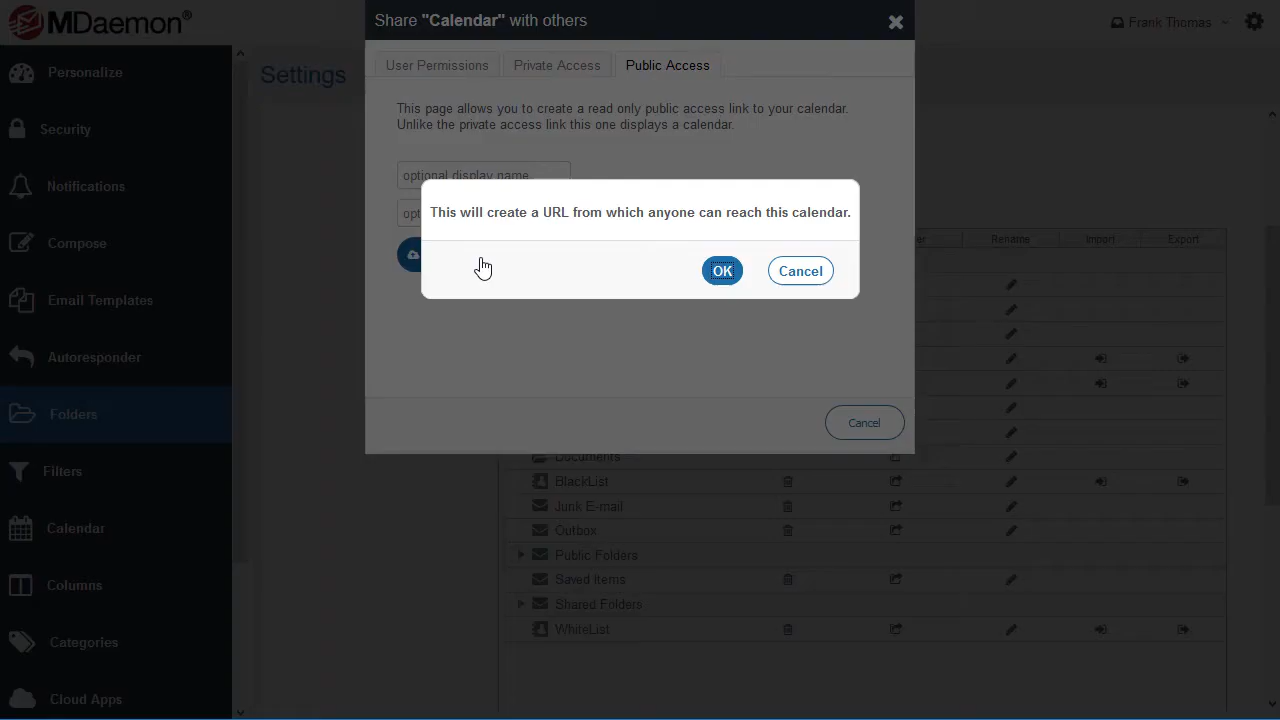 MDaemon®
Frank Thomas
Share "Calendar" with others
User Permissions
Private Access
Public Access
This page allows you to create a read only public access link to your calendar.
Unlike the private access link this one displays a calendar.
optional display name
opt
This will create a URL from which anyone can reach this calendar.
OK
Cancel
Cancel
Personalize
Security
Notifications
Compose
Email Templates
Autoresponder
Folders
Filters
Calendar
Columns
Categories
Cloud Apps
Settings
er
Rename
Import
Export
Documents
BlackList
Junk E-mail
Outbox
Public Folders
Saved Items
Shared Folders
WhiteList